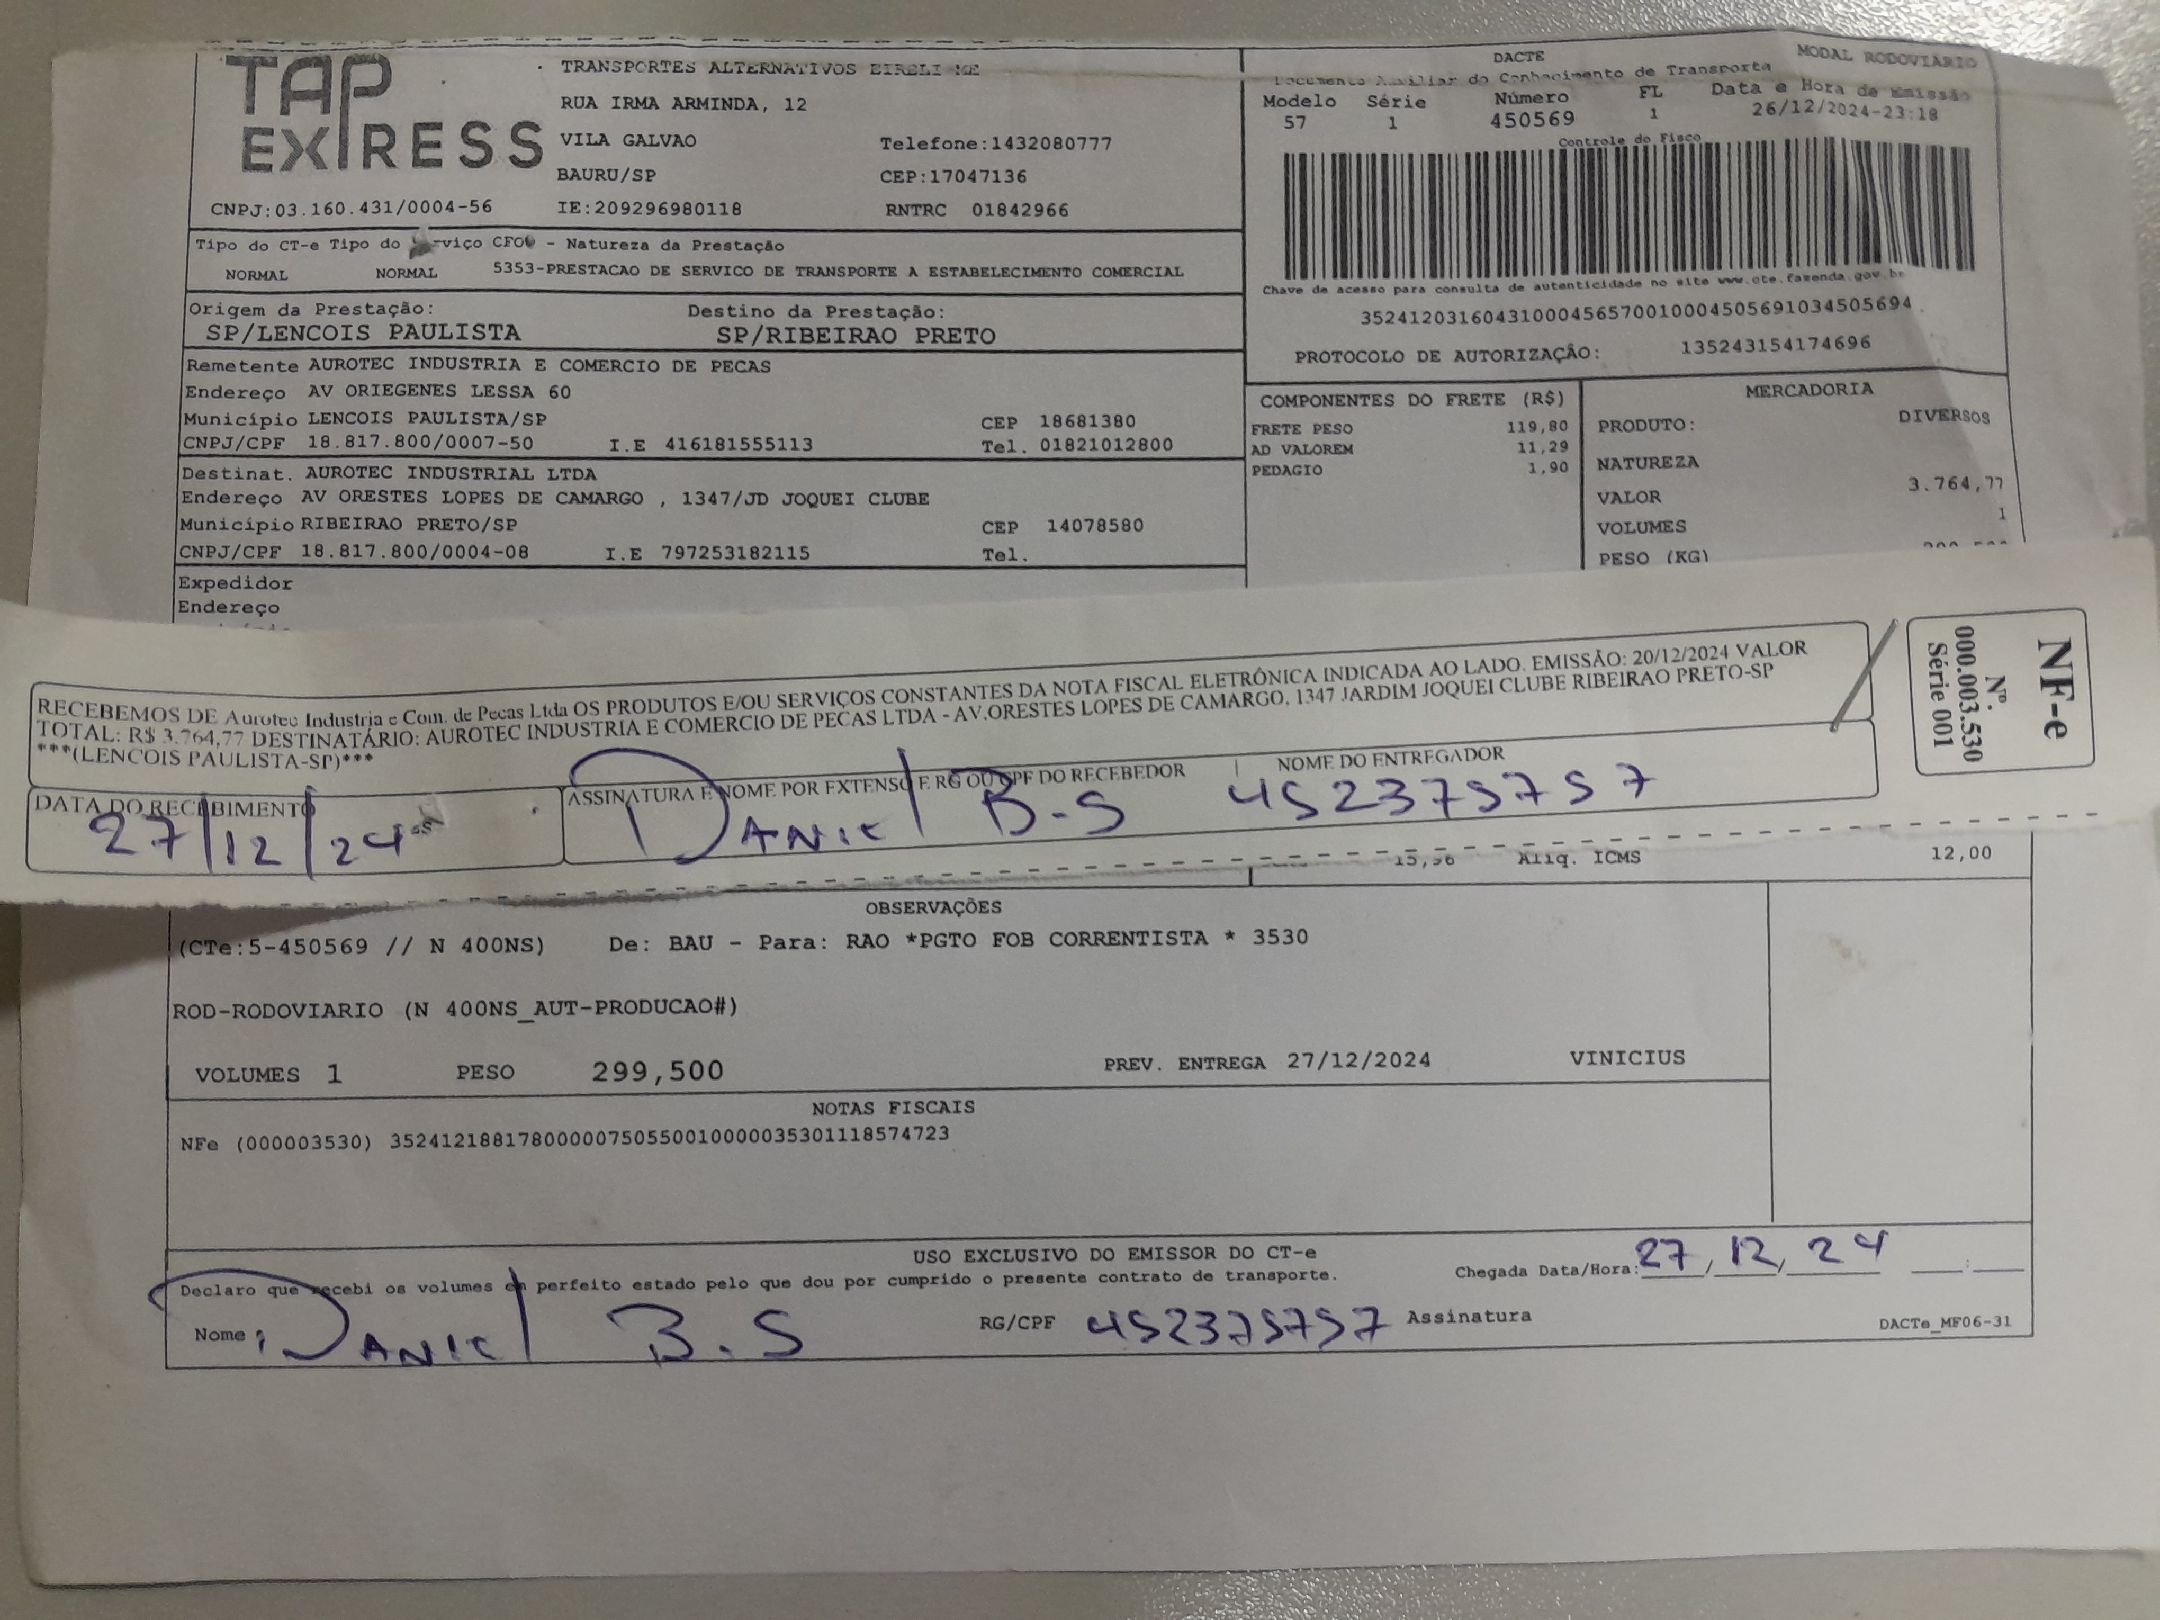 TAP EXPRESS
TRANSPORTES ALTERNATIVOS EIRELI ME
RUA IRMA ARMINDA, 12
VILA GALVAO Telefone:1432080777
BAURU/SP CEP:17047136
CNPJ:03.160.431/0004-56 IE:209296980118 RNTRC 01842966
DACTE MODAL RODOVIARIO
Documento Auxiliar do Conhecimento de Transporte
Modelo Série Número FL Data e Hora de Emissão
57 1 450569 1 26/12/2024-23:18
Controle do Fisco
Chave de acesso para consulta de autenticidade no site www.cte.fazenda.gov.br
35241203160431000456570010004505691034505694
PROTOCOLO DE AUTORIZAÇÃO: 135243154174696
Tipo do CT-e Tipo do Serviço CFOP - Natureza da Prestação
NORMAL NORMAL 5353-PRESTACAO DE SERVICO DE TRANSPORTE A ESTABELECIMENTO COMERCIAL
Origem da Prestação: Destino da Prestação:
SP/LENCOIS PAULISTA SP/RIBEIRAO PRETO
Remetente AUROTEC INDUSTRIA E COMERCIO DE PECAS
Endereço AV ORIEGENES LESSA 60
Município LENCOIS PAULISTA/SP CEP 18681380
CNPJ/CPF 18.817.800/0007-50 I.E 416181555113 Tel. 01821012800
Destinat. AUROTEC INDUSTRIAL LTDA
Endereço AV ORESTES LOPES DE CAMARGO , 1347/JD JOQUEI CLUBE
Município RIBEIRAO PRETO/SP CEP 14078580
CNPJ/CPF 18.817.800/0004-08 I.E 797253182115 Tel.
Expedidor
Endereço
COMPONENTES DO FRETE (R$)
FRETE PESO 119,80
AD VALOREM 11,29
PEDAGIO 1,90
MERCADORIA
PRODUTO: DIVERSOS
NATUREZA
VALOR 3.764,77
VOLUMES 1
PESO (KG)
RECEBEMOS DE Aurotec Industria e Com. de Pecas Ltda OS PRODUTOS E/OU SERVIÇOS CONSTANTES DA NOTA FISCAL ELETRÔNICA INDICADA AO LADO. EMISSÃO: 20/12/2024 VALOR
TOTAL: R$ 3.764,77 DESTINATÁRIO: AUROTEC INDUSTRIA E COMERCIO DE PECAS LTDA - AV.ORESTES LOPES DE CAMARGO, 1347 JARDIM JOQUEI CLUBE RIBEIRAO PRETO-SP
***(LENCOIS PAULISTA-SP)***
DATA DO RECEBIMENTO ASSINATURA E NOME POR EXTENSO E RG OU CPF DO RECEBEDOR NOME DO ENTREGADOR
27/12/24 Daniel B.S 452375757
NF-e
Nº.
000.003.530
Série 001
15,96 Aliq. ICMS 12,00
OBSERVAÇÕES
(CTe:5-450569 // N 400NS) De: BAU - Para: RAO *PGTO FOB CORRENTISTA * 3530
ROD-RODOVIARIO (N 400NS_AUT-PRODUCAO#)
VOLUMES 1 PESO 299,500 PREV. ENTREGA 27/12/2024 VINICIUS
NOTAS FISCAIS
NFe (000003530) 35241218817800000750550010000035301118574723
USO EXCLUSIVO DO EMISSOR DO CT-e
Declaro que recebi os volumes em perfeito estado pelo que dou por cumprido o presente contrato de transporte. Chegada Data/Hora: 27/12/24 :
Nome: Daniel B.S RG/CPF 452375757 Assinatura
DACTe_MF06-31